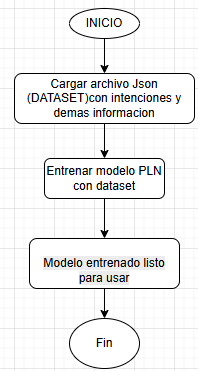 INICIO
Cargar archivo Json
(DATASET)con intenciones y
demas informacion
Entrenar modelo PLN
con dataset
Modelo entrenado listo
para usar
Fin